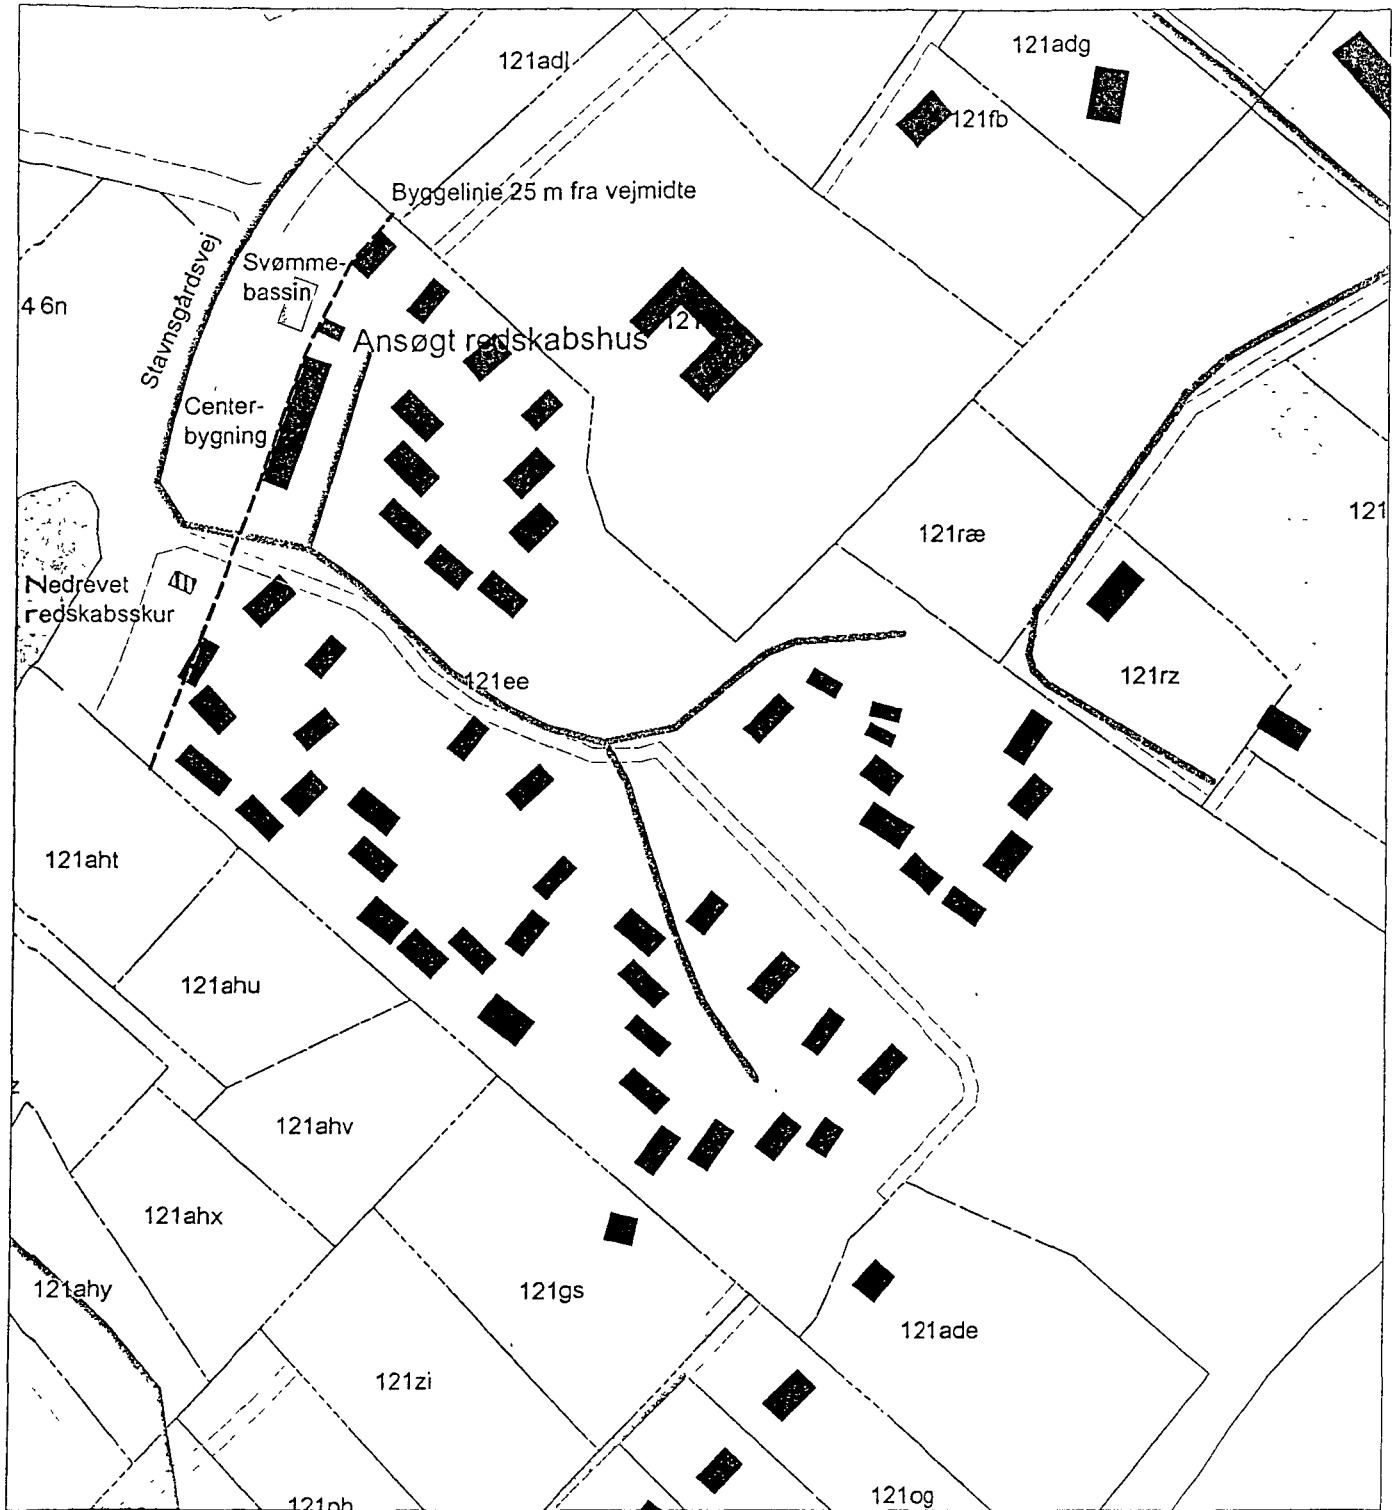 121adl
121adg
121fb
Byggelinie 25 m fra vejmidte
Stavnsgårdsvej
Svømme-
bassin
4 6n
Ansøgt redskabshus
Center-
bygning
121
121ræ
Nedrevet
redskabsskur
121ee
121rz
121aht
121ahu
121ahv
121ahx
121ahy
121gs
121ade
121zi
121og
121ph